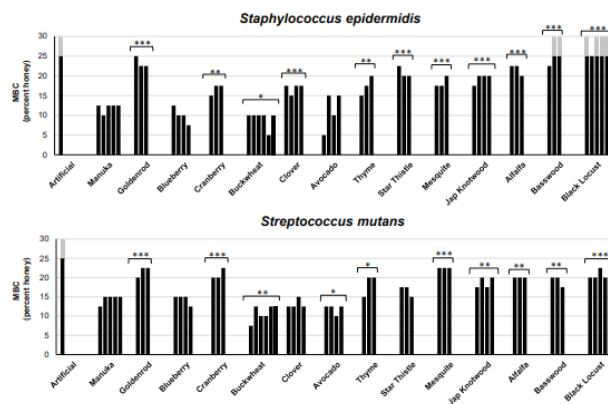 Staphylococcus epidermidis
MBC
(percent honey)
30
25
20
15
10
5
0
*** ** * *** ** *** *** *** *** *** ***
Artificial
Manuka
Goldenrod
Blueberry
Cranberry
Buckwheat
Clover
Avocado
Thyme
Star Thistle
Mesquite
Jap Knotwood
Alfalfa
Basswood
Black Locust
Streptococcus mutans
MBC
(percent honey)
30
25
20
15
10
5
0
*** *** ** * * *** ** ** ** ***
Artificial
Manuka
Goldenrod
Blueberry
Cranberry
Buckwheat
Clover
Avocado
Thyme
Star Thistle
Mesquite
Jap Knotwood
Alfalfa
Basswood
Black Locust